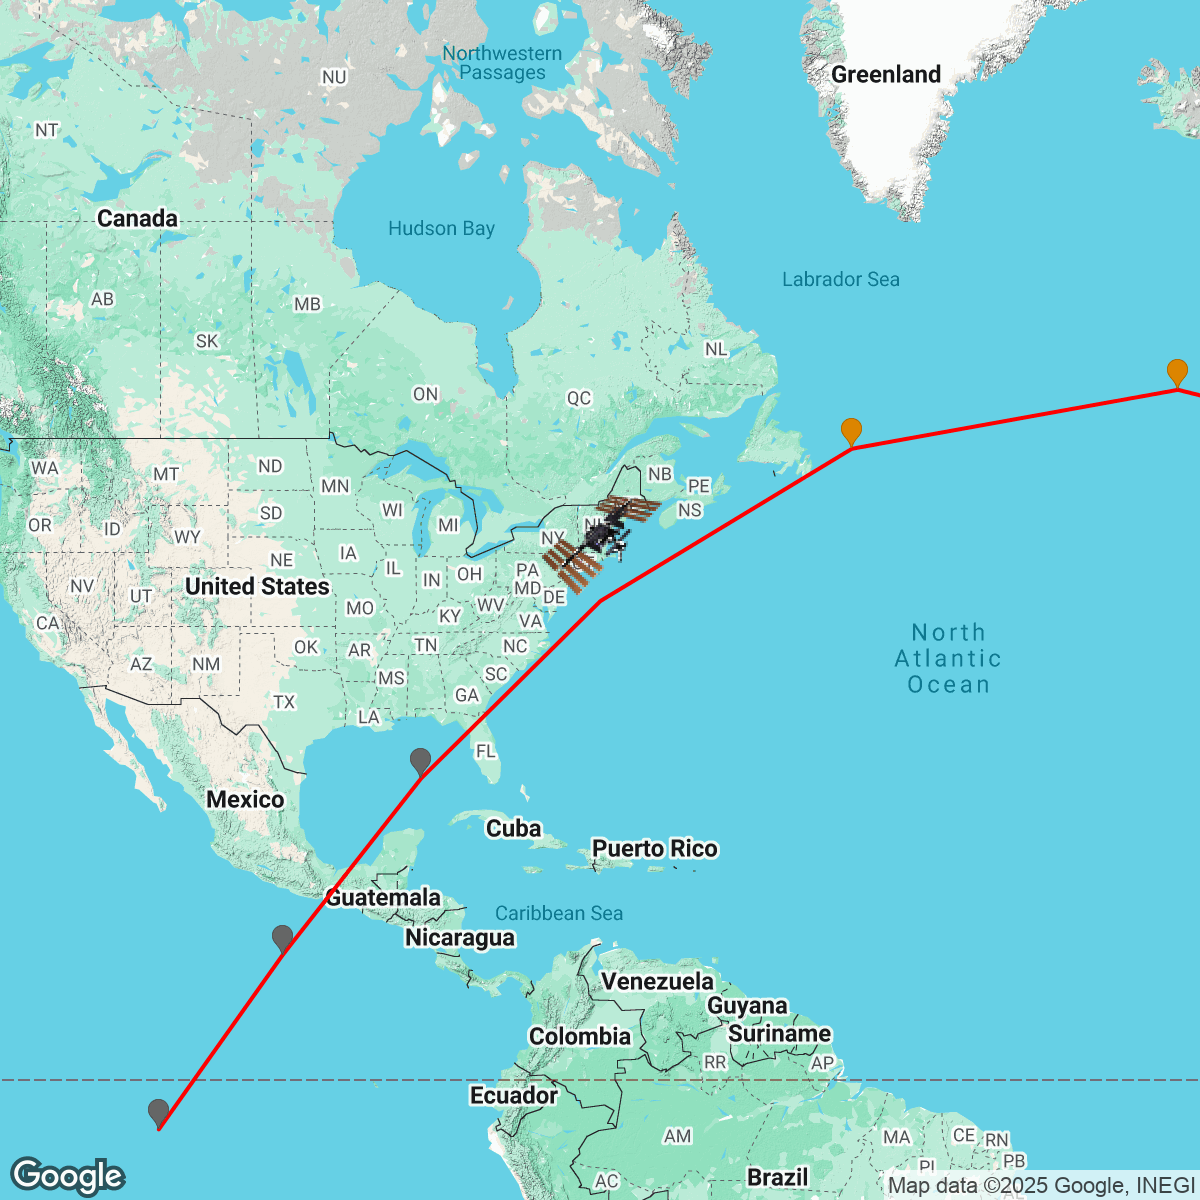 Northwestern
Passages
Greenland
NU
NT
Canada
Hudson Bay
Labrador Sea
AB
MB
SK
NL
ON
QC
WA
MT
ND
MN
NB
PE
NS
OR
ID
WY
SD
WI
MI
NY
NV
UT
NE
IA
IL
IN
OH
PA
MD
DE
United States
CA
MO
KY
WV
VA
North
Atlantic
Ocean
AZ
NM
OK
AR
TN
NC
SC
MS
GA
TX
LA
FL
Mexico
Cuba
Puerto Rico
Guatemala
Caribbean Sea
Nicaragua
Venezuela
Guyana
Suriname
Colombia
RR
AP
Ecuador
AM
MA
CE
RN
PB
PI
AC
Brazil
Google
Map data ©2025 Google, INEGI